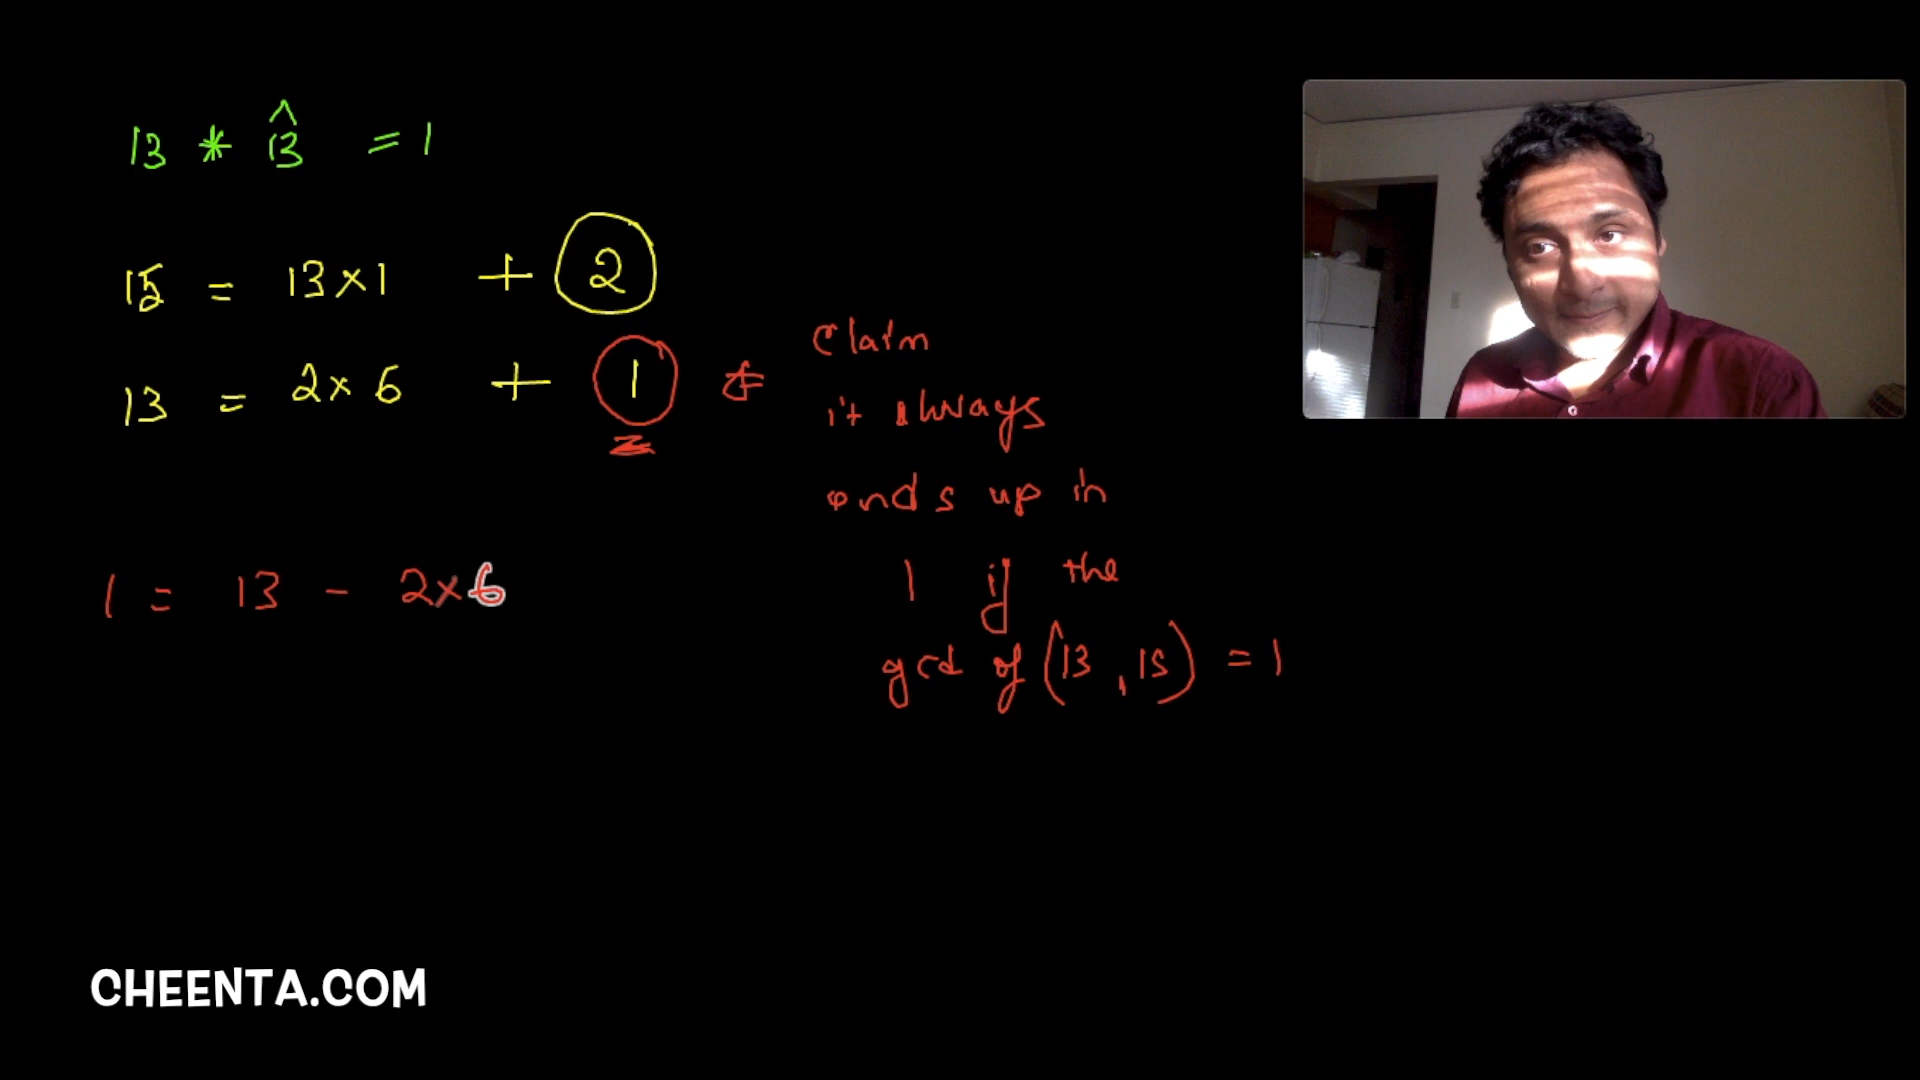 13 * 13^ = 1
15 = 13×1 + 2
13 = 2×6 + 1 ⇐
Claim
it always
ends up in
1 if the
gcd of (13, 15) = 1
1 = 13 - 2×6
CHEENTA.COM